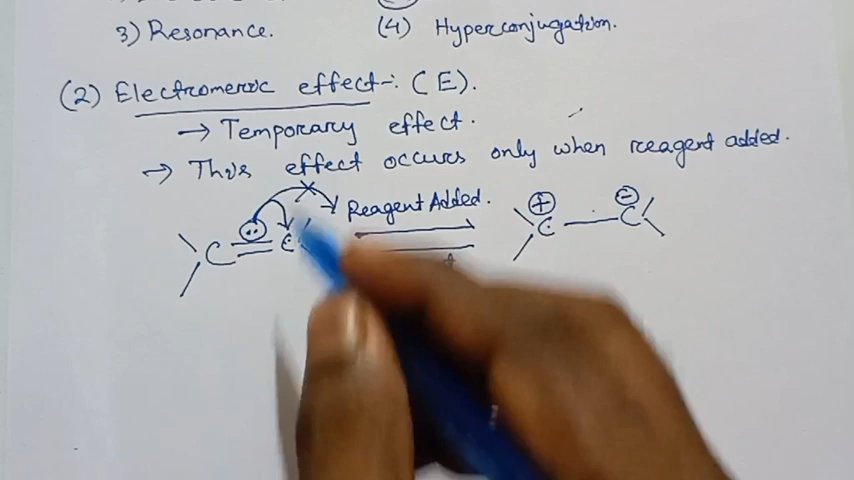 3) Resonance. (4) Hyperconjugation.
(2) Electromeric effect :- (E).
→ Temporary effect.
→ This effect occurs only when reagent added.
Reagent Added.
C = C
⊕ C — C ⊖